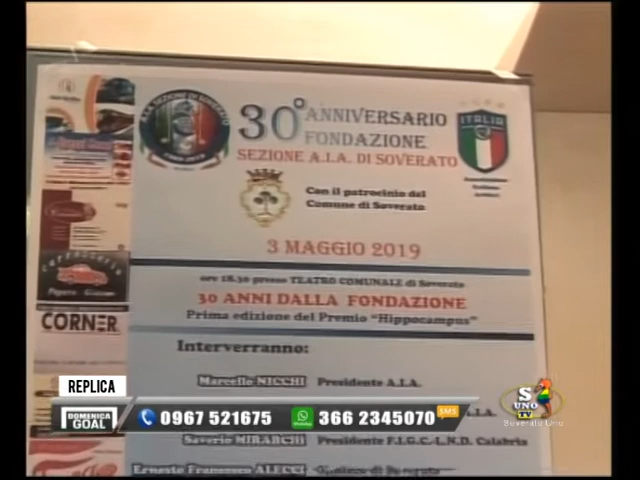 30° ANNIVERSARIO
FONDAZIONE
SEZIONE A.I.A. DI SOVERATO
ITALIA
Con il patrocinio del
Comune di Soverato
3 MAGGIO 2019
ore 18.30 presso TEATRO COMUNALE di Soverato
30 ANNI DALLA FONDAZIONE
Prima edizione del Premio "Hippocampus"
Interverranno:
Marcello NICCHI Presidente A.I.A.
Saverio MIRARCHI Presidente F.I.G.C.-L.N.D. Calabria
Ernesto Francesco ALECCI
CORNER
REPLICA
DOMENICA
GOAL
0967 521675
366 2345070
SMS
S
UNO
TV
Soverato Uno